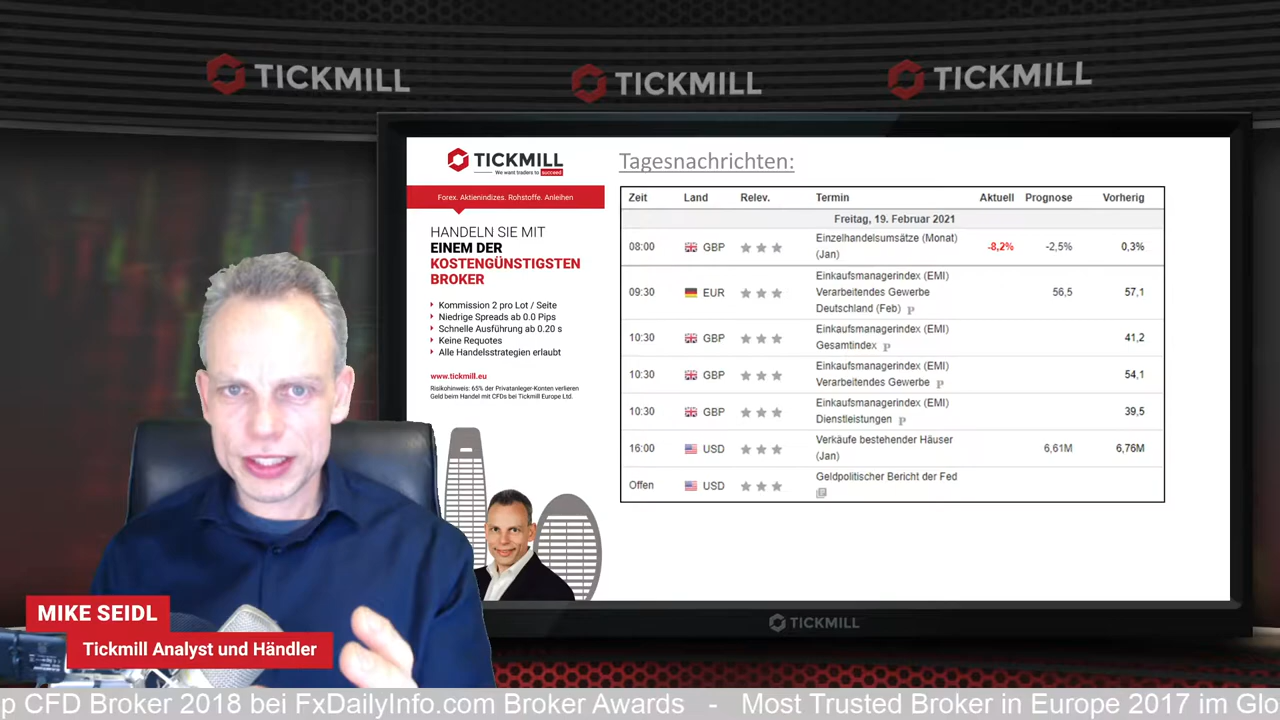 TICKMILL
TICKMILL
TICKMILL
TICKMILL
We want traders to succeed
Forex. Aktienindizes. Rohstoffe. Anleihen
HANDELN SIE MIT
EINEM DER
KOSTENGÜNSTIGSTEN
BROKER
Kommission 2 pro Lot / Seite
Niedrige Spreads ab 0.0 Pips
Schnelle Ausführung ab 0.20 s
Keine Requotes
Alle Handelsstrategien erlaubt
www.tickmill.eu
Risikohinweis: 65% der Privatanleger-Konten verlieren
Geld beim Handel mit CFDs bei Tickmill Europe Ltd.
Tagesnachrichten:
Zeit Land Relev. Termin Aktuell Prognose Vorherig
Freitag, 19. Februar 2021
08:00 GBP Einzelhandelsumsätze (Monat) -8,2% -2,5% 0,3%
(Jan)
Einkaufsmanagerindex (EMI)
09:30 EUR Verarbeitendes Gewerbe 56,5 57,1
Deutschland (Feb) P
10:30 GBP Einkaufsmanagerindex (EMI) 41,2
Gesamtindex P
10:30 GBP Einkaufsmanagerindex (EMI) 54,1
Verarbeitendes Gewerbe P
10:30 GBP Einkaufsmanagerindex (EMI) 39,5
Dienstleistungen P
16:00 USD Verkäufe bestehender Häuser 6,61M 6,76M
(Jan)
Offen USD Geldpolitischer Bericht der Fed
TICKMILL
MIKE SEIDL
Tickmill Analyst und Händler
p CFD Broker 2018 bei FxDailyInfo.com Broker Awards - Most Trusted Broker in Europe 2017 im Glo